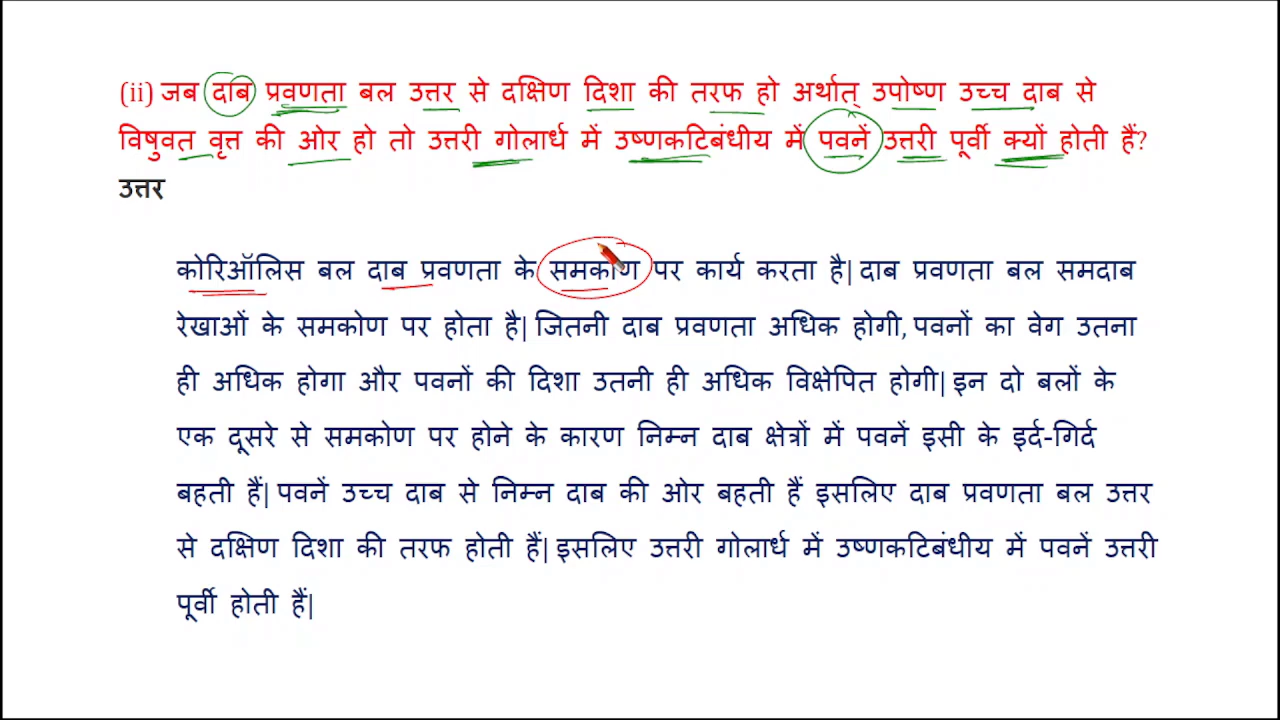 (ii) जब दाब प्रवणता बल उत्तर से दक्षिण दिशा की तरफ हो अर्थात् उपोष्ण उच्च दाब से
विषुवत वृत्त की ओर हो तो उत्तरी गोलार्ध में उष्णकटिबंधीय में पवनें उत्तरी पूर्वी क्यों होती हैं?
उत्तर
कोरिऑलिस बल दाब प्रवणता के समकोण पर कार्य करता है| दाब प्रवणता बल समदाब
रेखाओं के समकोण पर होता है| जितनी दाब प्रवणता अधिक होगी, पवनों का वेग उतना
ही अधिक होगा और पवनों की दिशा उतनी ही अधिक विक्षेपित होगी| इन दो बलों के
एक दूसरे से समकोण पर होने के कारण निम्न दाब क्षेत्रों में पवनें इसी के इर्द-गिर्द
बहती हैं| पवनें उच्च दाब से निम्न दाब की ओर बहती हैं इसलिए दाब प्रवणता बल उत्तर
से दक्षिण दिशा की तरफ होती हैं| इसलिए उत्तरी गोलार्ध में उष्णकटिबंधीय में पवनें उत्तरी
पूर्वी होती हैं|